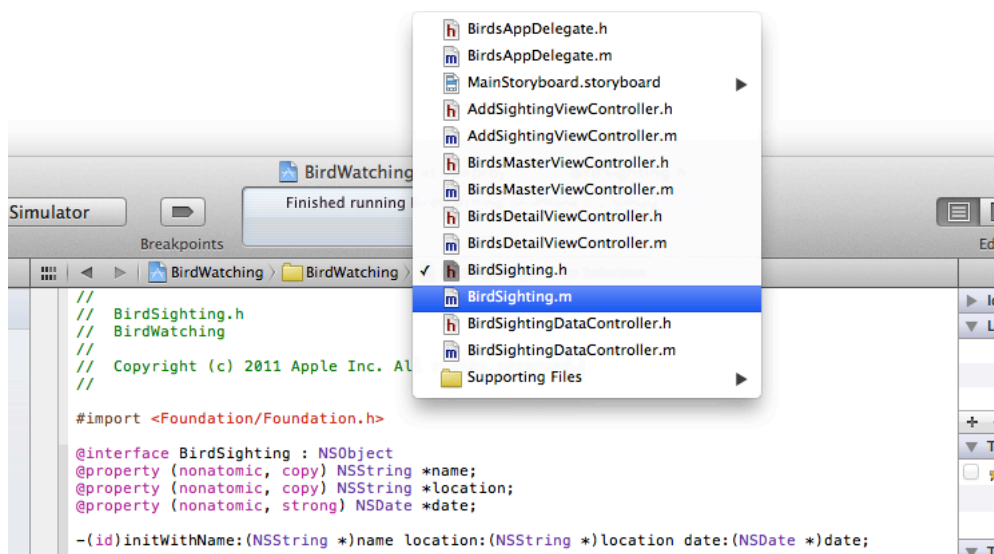 BirdsAppDelegate.h
BirdsAppDelegate.m
MainStoryboard.storyboard
AddSightingViewController.h
AddSightingViewController.m
BirdsMasterViewController.h
BirdsMasterViewController.m
BirdsDetailViewController.h
BirdsDetailViewController.m
BirdSighting.h
BirdSighting.m
BirdSightingDataController.h
BirdSightingDataController.m
Supporting Files
BirdWatching
Simulator
Finished running
Breakpoints
Ed
BirdWatching
BirdWatching
//
// BirdSighting.h
// BirdWatching
//
// Copyright (c) 2011 Apple Inc. Al
//
#import <Foundation/Foundation.h>
@interface BirdSighting : NSObject
@property (nonatomic, copy) NSString *name;
@property (nonatomic, copy) NSString *location;
@property (nonatomic, strong) NSDate *date;
-(id)initWithName:(NSString *)name location:(NSString *)location date:(NSDate *)date;